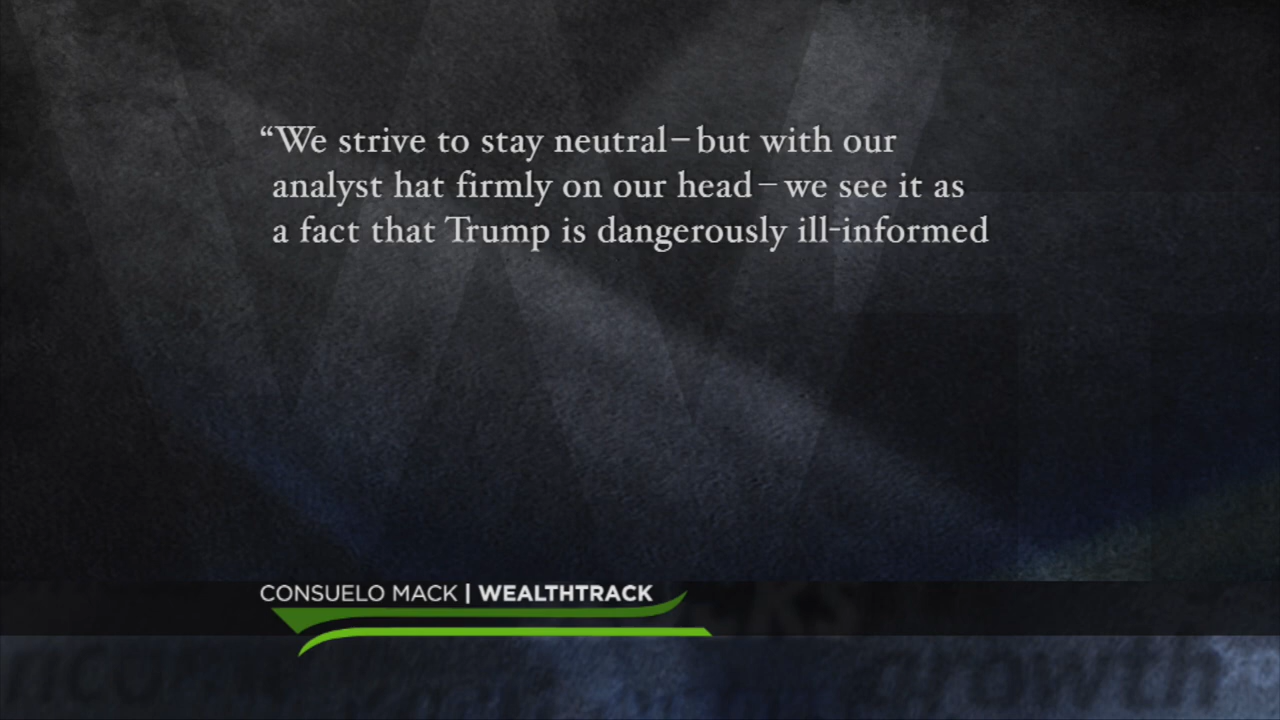 “We strive to stay neutral—but with our
analyst hat firmly on our head—we see it as
a fact that Trump is dangerously ill-informed
CONSUELO MACK | WEALTHTRACK
growth